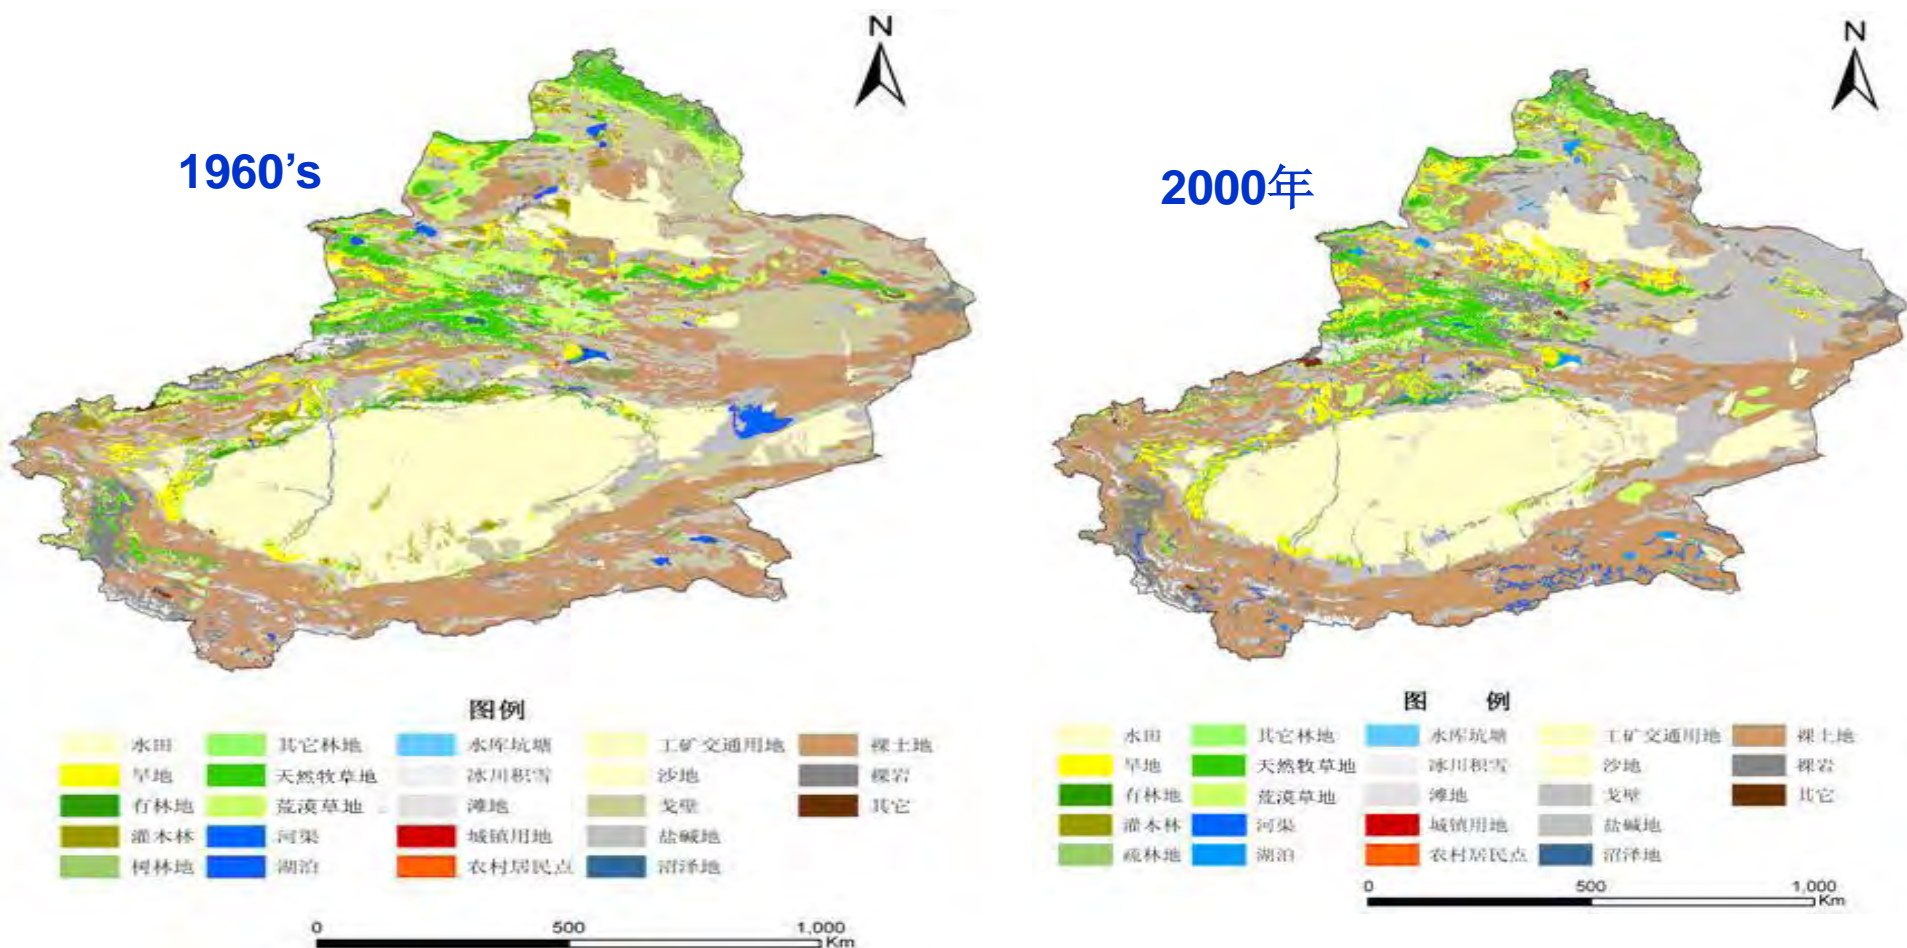 N
1960's
图例
水田 其它林地 水库坑塘 工矿交通用地 裸土地
旱地 天然牧草地 冰川积雪 沙地 裸岩
有林地 荒漠草地 滩地 戈壁 其它
灌木林 河渠 城镇用地 盐碱地
树林地 湖泊 农村居民点 沼泽地
0 500 1,000
Km
N
2000年
图 例
水田 其它林地 水库坑塘 工矿交通用地 裸土地
旱地 天然牧草地 冰川积雪 沙地 裸岩
有林地 荒漠草地 滩地 戈壁 其它
灌木林 河渠 城镇用地 盐碱地
疏林地 湖泊 农村居民点 沼泽地
0 500 1,000
Km